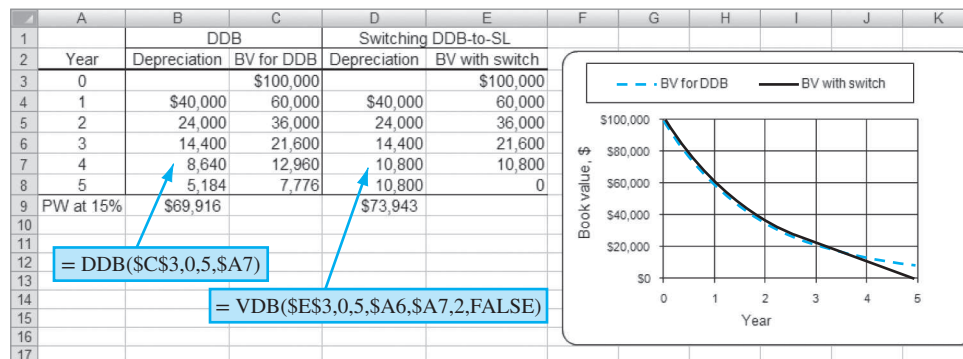 A B C D E F G H I J K
1 DDB Switching DDB-to-SL
2 Year Depreciation BV for DDB Depreciation BV with switch
3 0 $100,000 $100,000
4 1 $40,000 60,000 $40,000 60,000
5 2 24,000 36,000 24,000 36,000
6 3 14,400 21,600 14,400 21,600
7 4 8,640 12,960 10,800 10,800
8 5 5,184 7,776 10,800 0
9 PW at 15% $69,916 $73,943
10
11
12
13
14
15
16
17
= DDB($C$3,0,5,$A7)
= VDB($E$3,0,5,$A6,$A7,2,FALSE)
BV for DDB BV with switch
Book value, $
$100,000
$80,000
$60,000
$40,000
$20,000
$0
0 1 2 3 4 5
Year